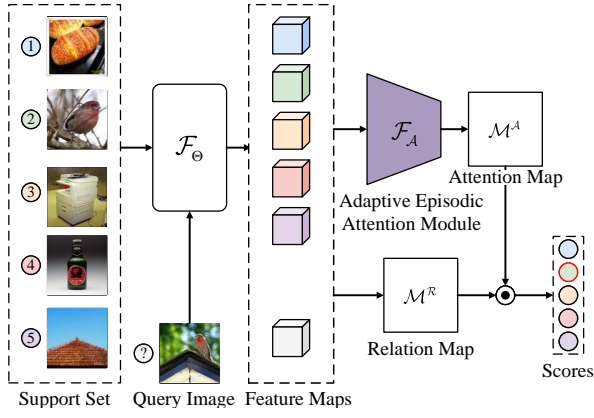 1
2
3
4
5
?
F_Θ
F_A
M^A
Attention Map
Adaptive Episodic
Attention Module
M^R
Relation Map
Scores
Support Set
Query Image
Feature Maps